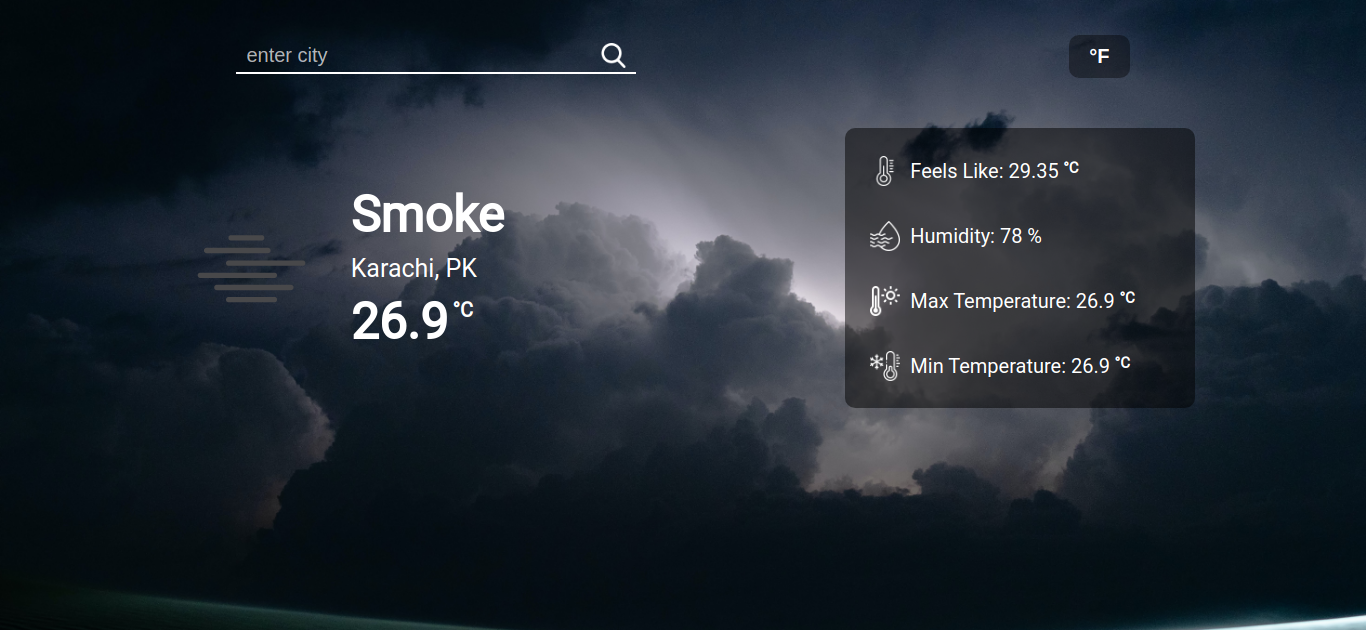 enter city
°F
Smoke
Karachi, PK
26.9 °C
Feels Like: 29.35 °C
Humidity: 78 %
Max Temperature: 26.9 °C
Min Temperature: 26.9 °C